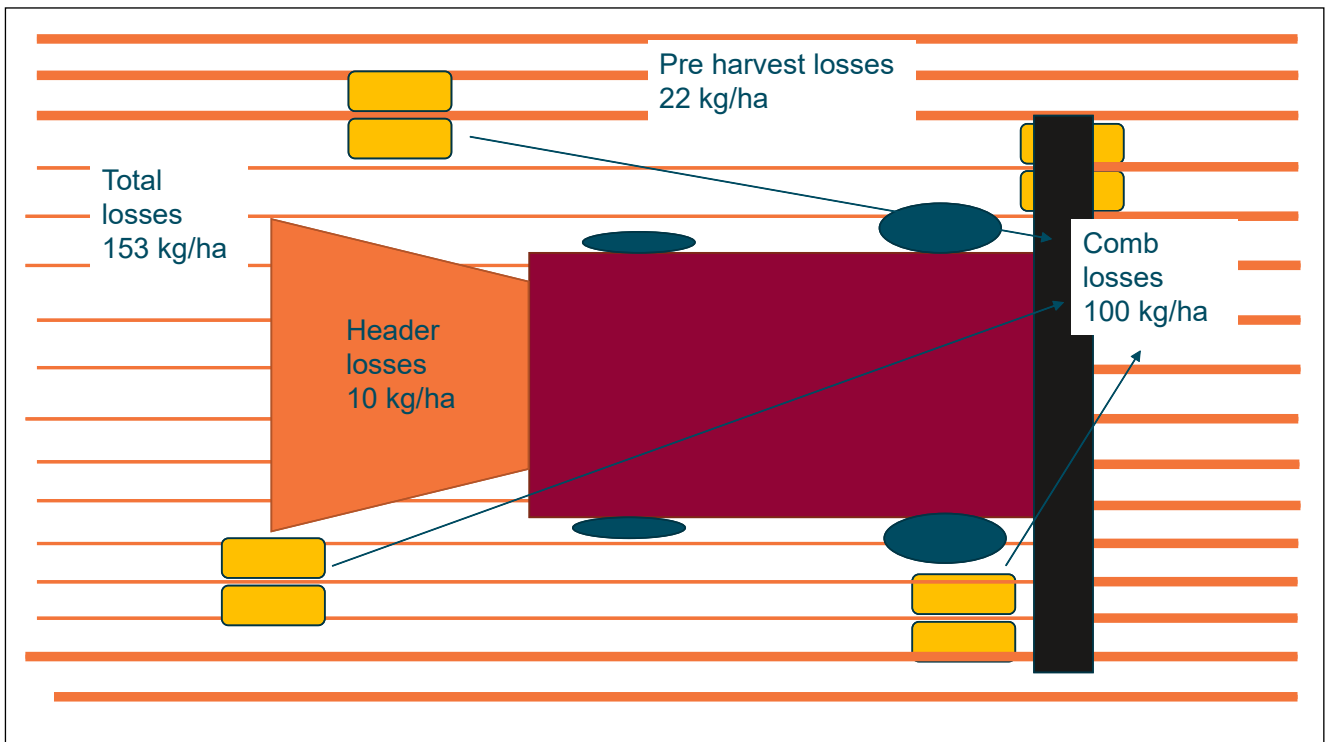 Pre harvest losses
22 kg/ha
Total
losses
153 kg/ha
Comb
losses
100 kg/ha
Header
losses
10 kg/ha